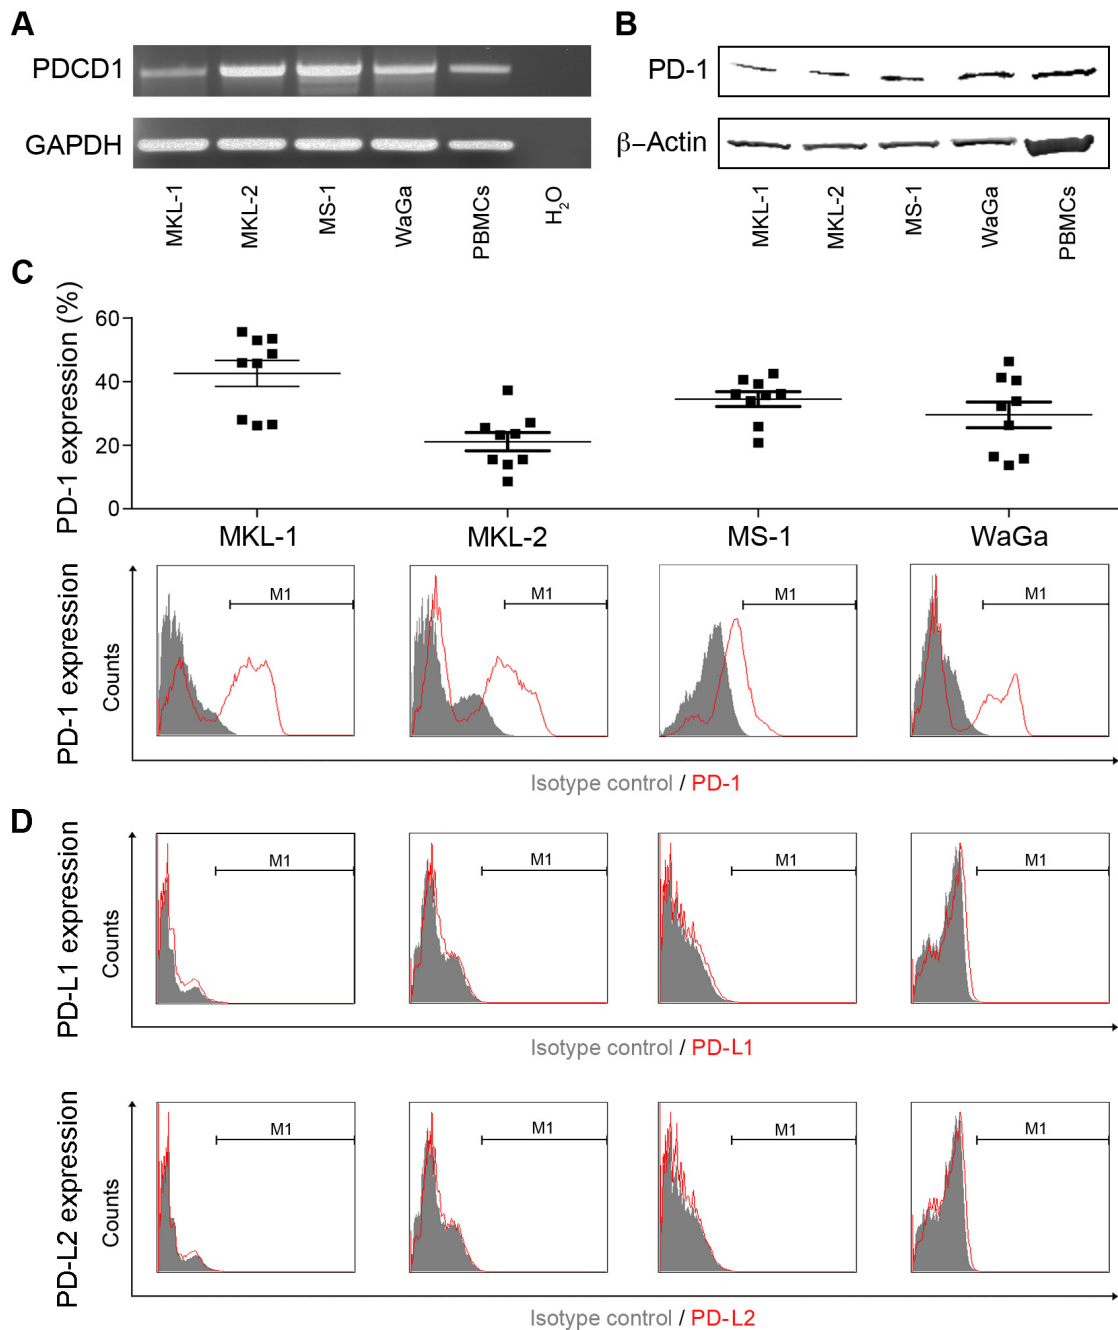 A
PDCD1
GAPDH
MKL-1
MKL-2
MS-1
WaGa
PBMCs
H₂O
B
PD-1
β–Actin
MKL-1
MKL-2
MS-1
WaGa
PBMCs
C
PD-1 expression (%)
60
40
20
0
MKL-1
MKL-2
MS-1
WaGa
PD-1 expression
Counts
M1
M1
M1
M1
Isotype control / PD-1
D
PD-L1 expression
Counts
M1
M1
M1
M1
Isotype control / PD-L1
PD-L2 expression
Counts
M1
M1
M1
M1
Isotype control / PD-L2